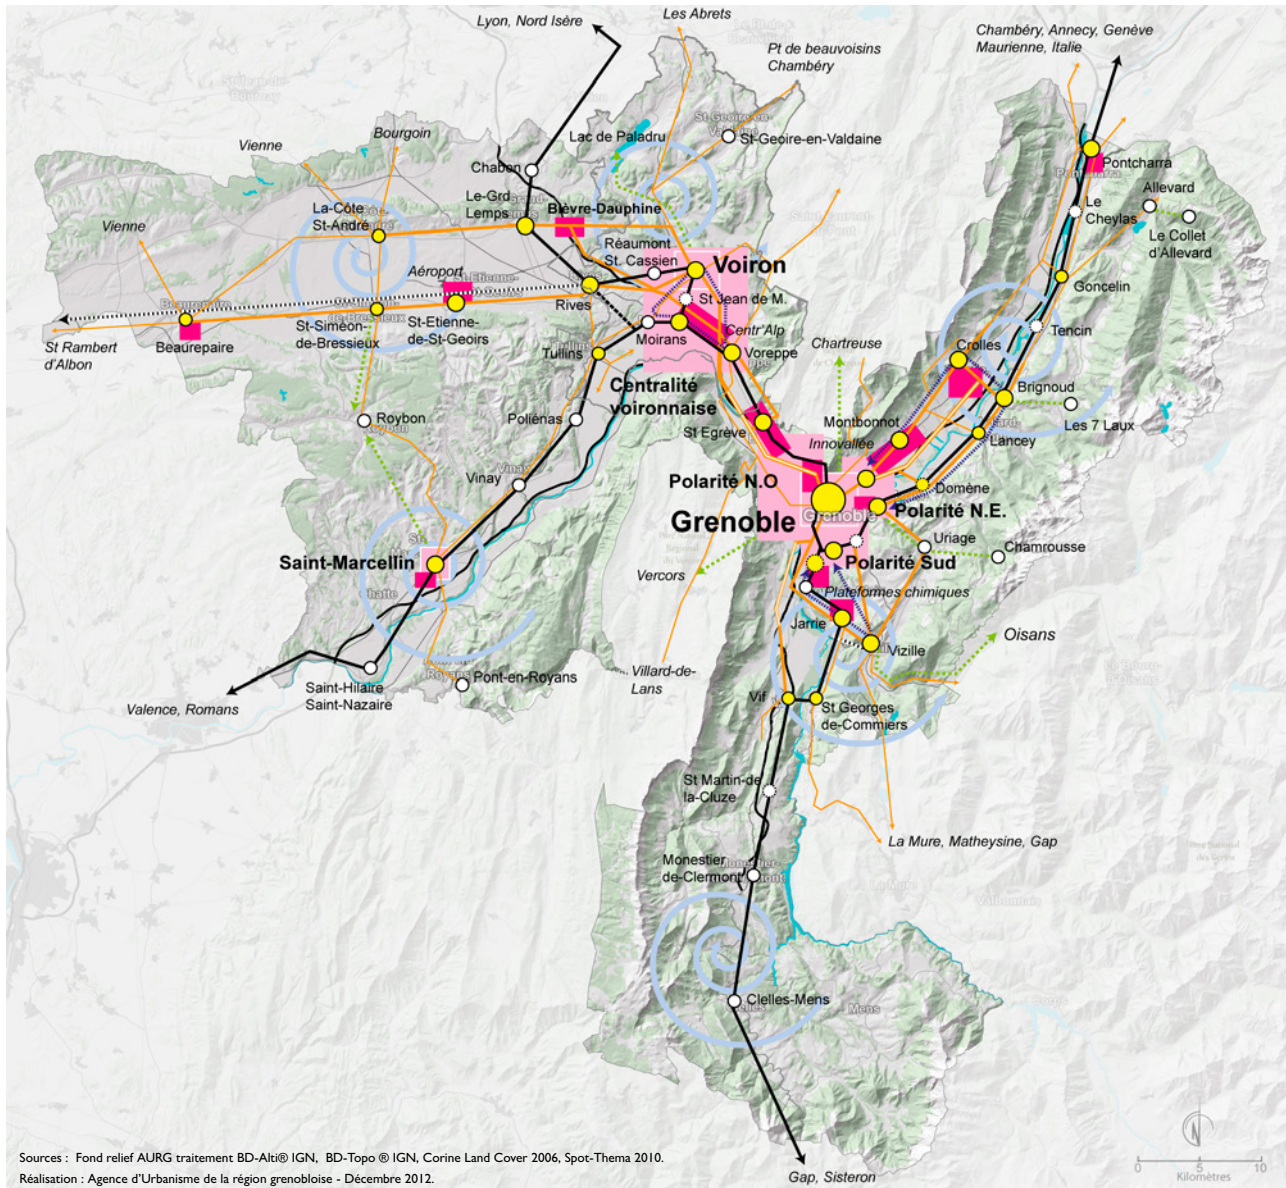 Les Abrets
Lyon, Nord Isère
Chambéry, Annecy, Genève
Maurienne, Italie
Pt de beauvoisins
Chambéry
Bourgoin
Vienne
Lac de Paladru
St-Geoire-en-Valdaine
Chabon
Pontcharra
Allevard
Le-Grd
Lemps
Bièvre-Dauphine
La-Côte
St-André
Le
Cheylas
Le Collet
d'Allevard
Vienne
Réaumont
St. Cassien
Voiron
Aéroport
Goncelin
Rives
St Jean de M.
Beaurepaire
St-Siméon-
de-Bressieux
St-Etienne-
de-St-Geoirs
Moirans
Centr'Alp
Tencin
St Rambert
d'Albon
Tullins
Voreppe
Chartreuse
Crolles
Centralité
voironnaise
Brignoud
Roybon
Poliénas
St Egrève
Montbonnot
Innovallée
Les 7 Laux
Lancey
Vinay
Vinay
Polarité N.O
Domène
Grenoble
Grenoble
Polarité N.E.
Uriage
Chamrousse
Saint-Marcellin
Polarité Sud
Vercors
Plateformes chimiques
Jarrie
Oisans
Vizille
Saint-Hilaire
Saint-Nazaire
Pont-en-Royans
Villard-de-
Lans
Valence, Romans
Vif
St Georges
de-Commiers
St Martin-de
la-Cluze
La Mure, Matheysine, Gap
Monestier
de-Clermont
Clelles-Mens
Mens
Gap, Sisteron
Sources : Fond relief AURG traitement BD-Alti® IGN, BD-Topo ® IGN, Corine Land Cover 2006, Spot-Thema 2010.
Réalisation : Agence d'Urbanisme de la région grenobloise - Décembre 2012.
N
0 5 10
Kilomètres